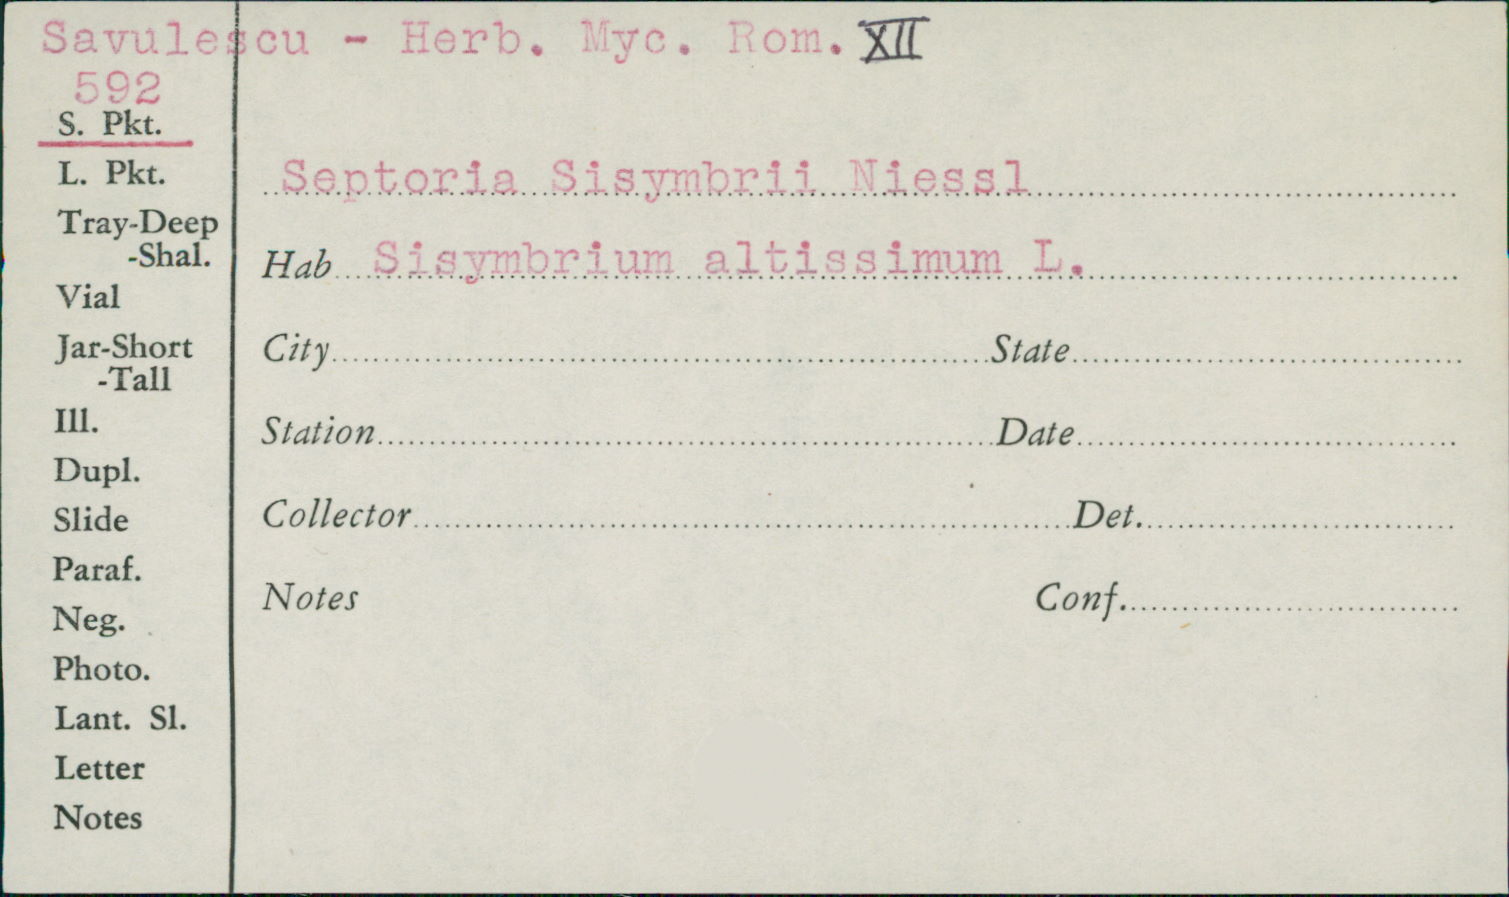 Savulescu - Herb. Myc. Rom. XII
592
S. Pkt.
L. Pkt.
Tray-Deep
-Shal.
Vial
Jar-Short
-Tall
Ill.
Dupl.
Slide
Paraf.
Neg.
Photo.
Lant. Sl.
Letter
Notes
Septoria Sisymbrii Niessl
Hab Sisymbrium altissimum L.
City State
Station Date
Collector Det.
Notes Conf.